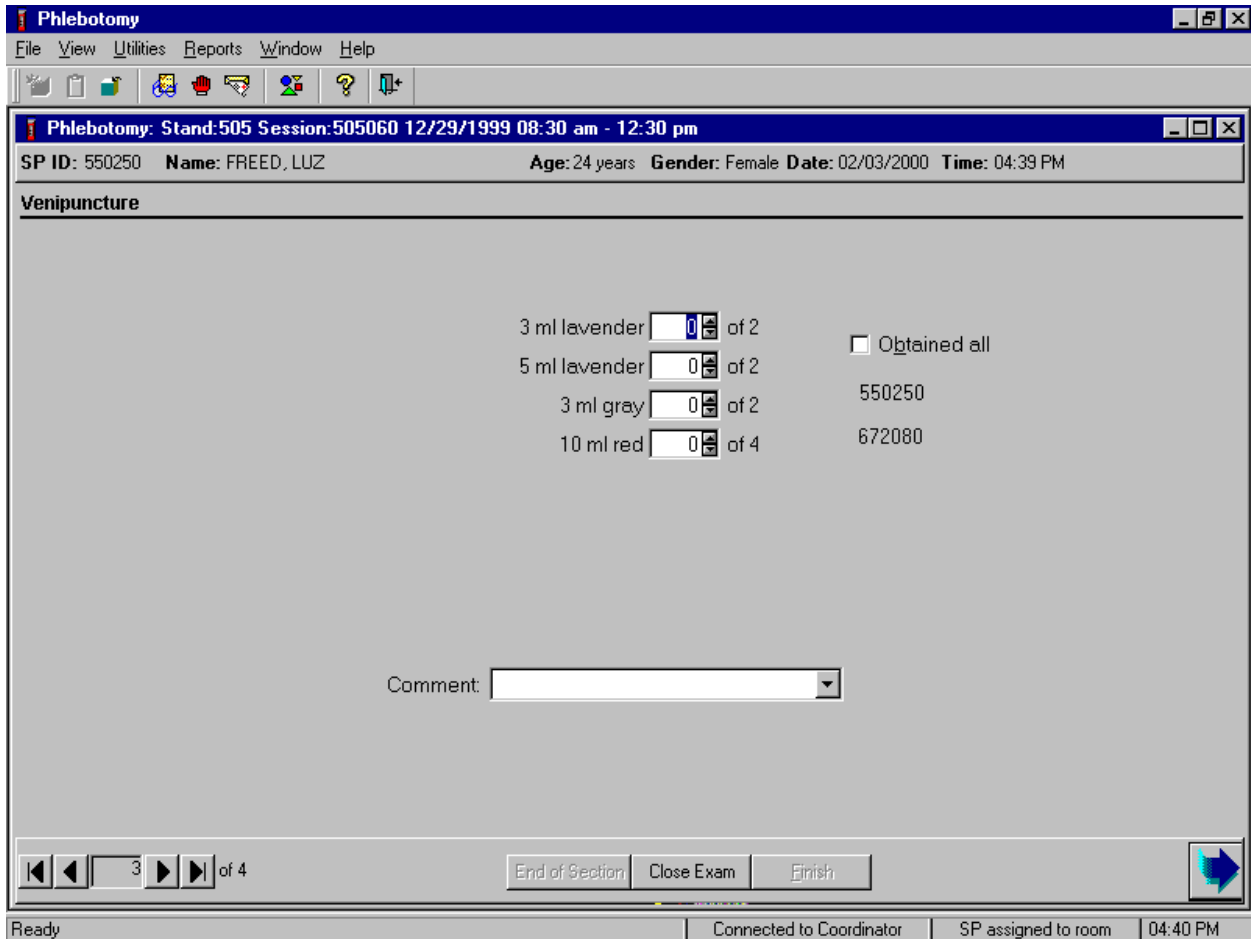 Phlebotomy
File View Utilities Reports Window Help
Phlebotomy: Stand:505 Session:505060 12/29/1999 08:30 am - 12:30 pm
SP ID: 550250 Name: FREED, LUZ Age: 24 years Gender: Female Date: 02/03/2000 Time: 04:39 PM
Venipuncture
3 ml lavender 0 of 2
Obtained all
5 ml lavender 0 of 2
550250
3 ml gray 0 of 2
672080
10 ml red 0 of 4
Comment:
3 of 4 End of Section Close Exam Finish
Ready Connected to Coordinator SP assigned to room 04:40 PM